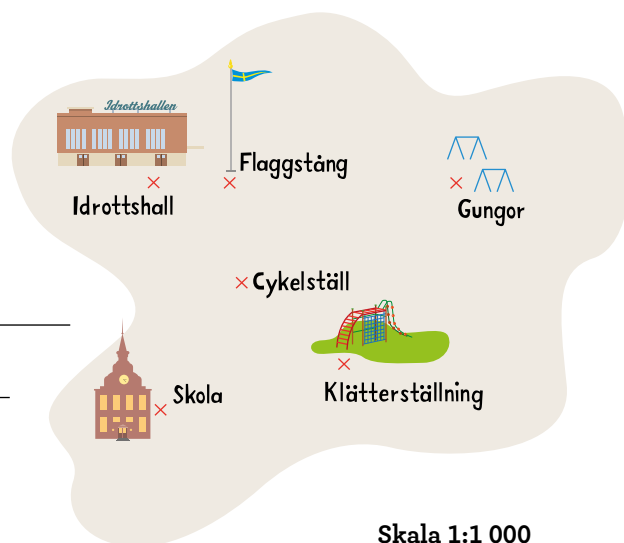 Idrottshallen
Flaggstång
Idrottshall
Gungor
Cykelställ
Skola
Klätterställning
Skala 1:1 000